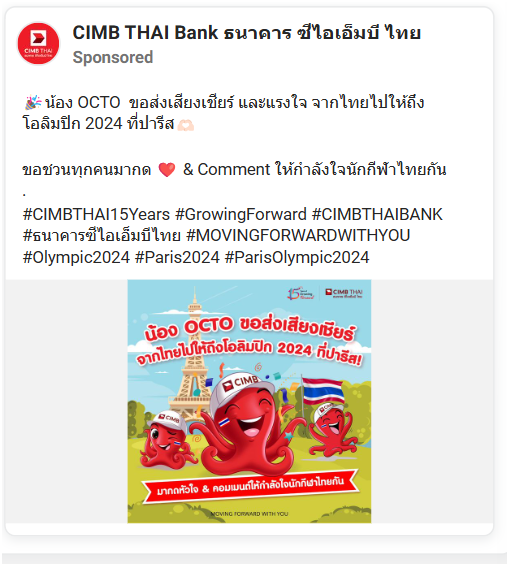 CIMB THAI Bank ธนาคาร ซีไอเอ็มบี ไทย
Sponsored
🎉น้อง OCTO ขอส่งเสียงเชียร์ และแรงใจ จากไทยไปให้ถึง
โอลิมปิก 2024 ที่ปารีส🫶🏻
ขอชวนทุกคนมากด ❤️ & Comment ให้กำลังใจนักกีฬาไทยกัน
.
#CIMBTHAI15Years #GrowingForward #CIMBTHAIBANK
#ธนาคารซีไอเอ็มบีไทย #MOVINGFORWARDWITHYOU
#Olympic2024 #Paris2024 #ParisOlympic2024
CIMB THAI
น้อง OCTO ขอส่งเสียงเชียร์
จากไทยไปให้ถึงโอลิมปิก 2024 ที่ปารีส!
CIMB
CIMB
มากดหัวใจ & คอมเมนต์ให้กำลังใจนักกีฬาไทยกัน
MOVING FORWARD WITH YOU